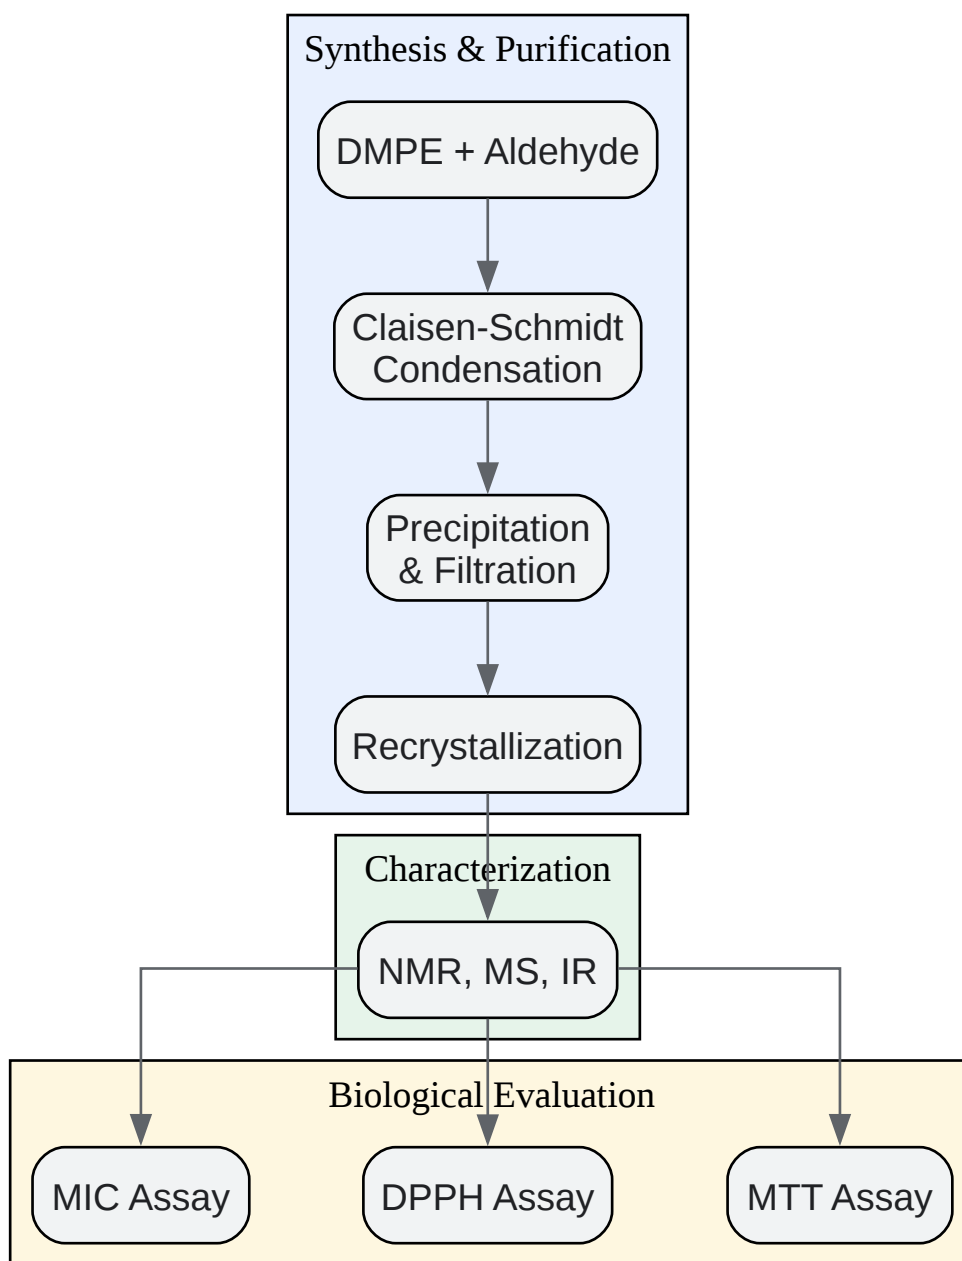 Synthesis & Purification
DMPE + Aldehyde
Claisen-Schmidt
Condensation
Precipitation
& Filtration
Recrystallization
Characterization
NMR, MS, IR
Biological Evaluation
MIC Assay
DPPH Assay
MTT Assay